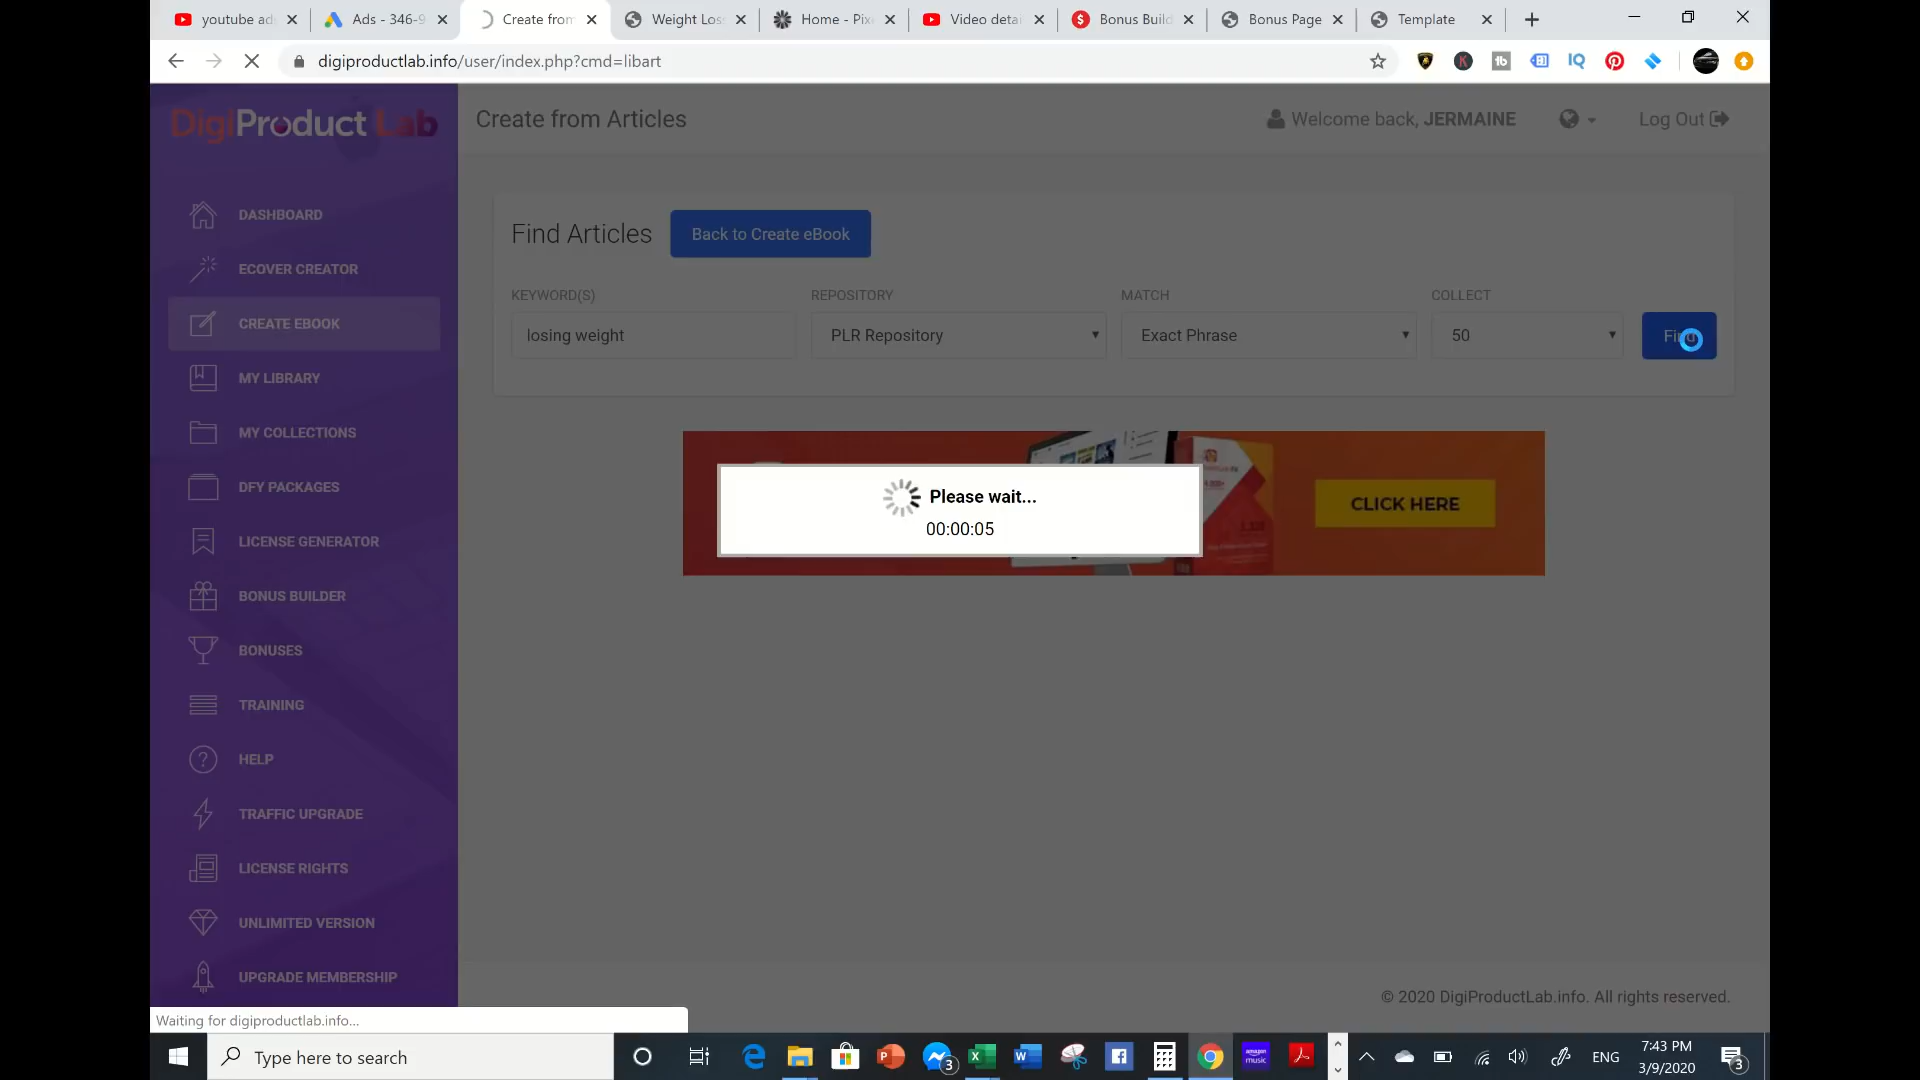 youtube ad
Ads - 346-9
Create from
Weight Los
Home - Pix
Video deta
Bonus Build
Bonus Page
Template
digiproductlab.info/user/index.php?cmd=libart
DigiProduct Lab
Create from Articles
Welcome back, JERMAINE
Log Out
DASHBOARD
ECOVER CREATOR
CREATE EBOOK
MY LIBRARY
MY COLLECTIONS
DFY PACKAGES
LICENSE GENERATOR
BONUS BUILDER
BONUSES
TRAINING
HELP
TRAFFIC UPGRADE
LICENSE RIGHTS
UNLIMITED VERSION
UPGRADE MEMBERSHIP
Find Articles
Back to Create eBook
KEYWORD(S)
REPOSITORY
MATCH
COLLECT
losing weight
PLR Repository
Exact Phrase
50
Please wait...
00:00:05
CLICK HERE
© 2020 DigiProductLab.info. All rights reserved.
Waiting for digiproductlab.info...
Type here to search
3
amazon music
ENG
7:43 PM
3/9/2020
3